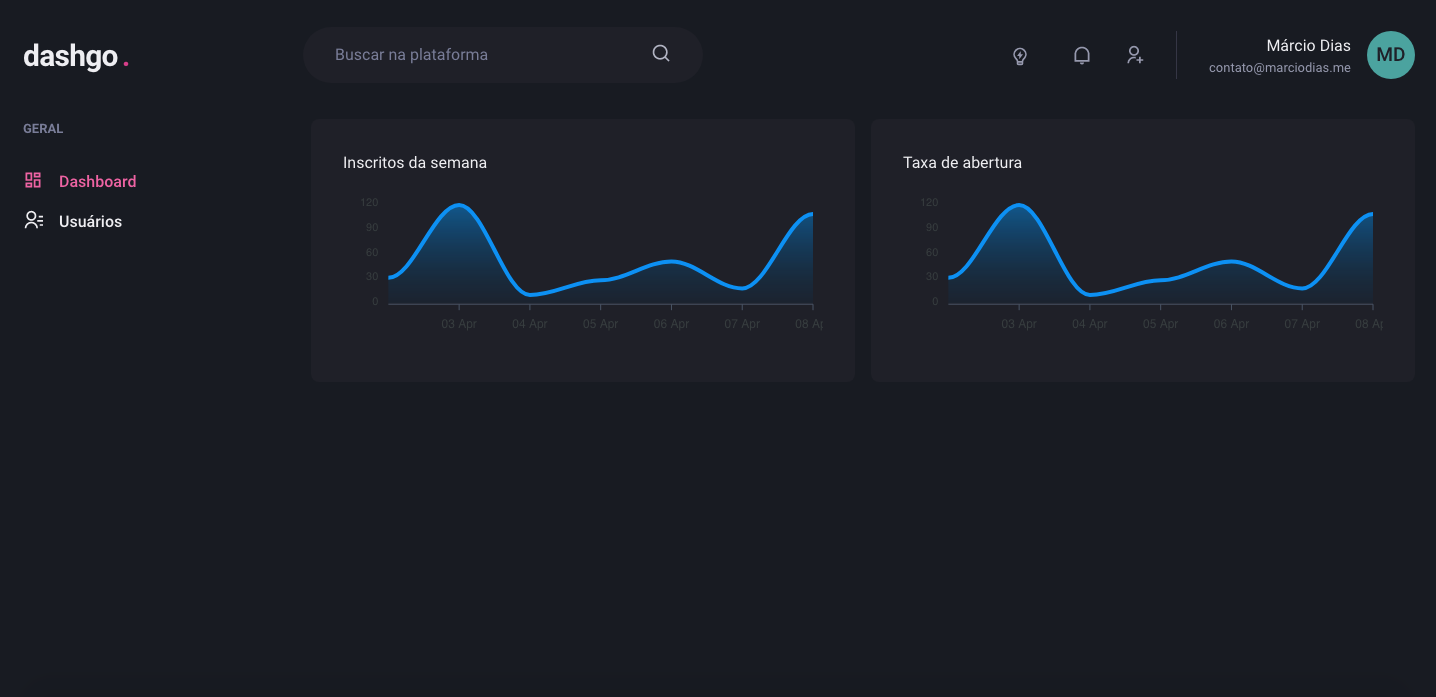 dashgo.
Buscar na plataforma
Márcio Dias
contato@marciodias.me
MD
GERAL
Dashboard
Usuários
Inscritos da semana
120
90
60
30
0
03 Apr
04 Apr
05 Apr
06 Apr
07 Apr
08 Ap
Taxa de abertura
120
90
60
30
0
03 Apr
04 Apr
05 Apr
06 Apr
07 Apr
08 Ap